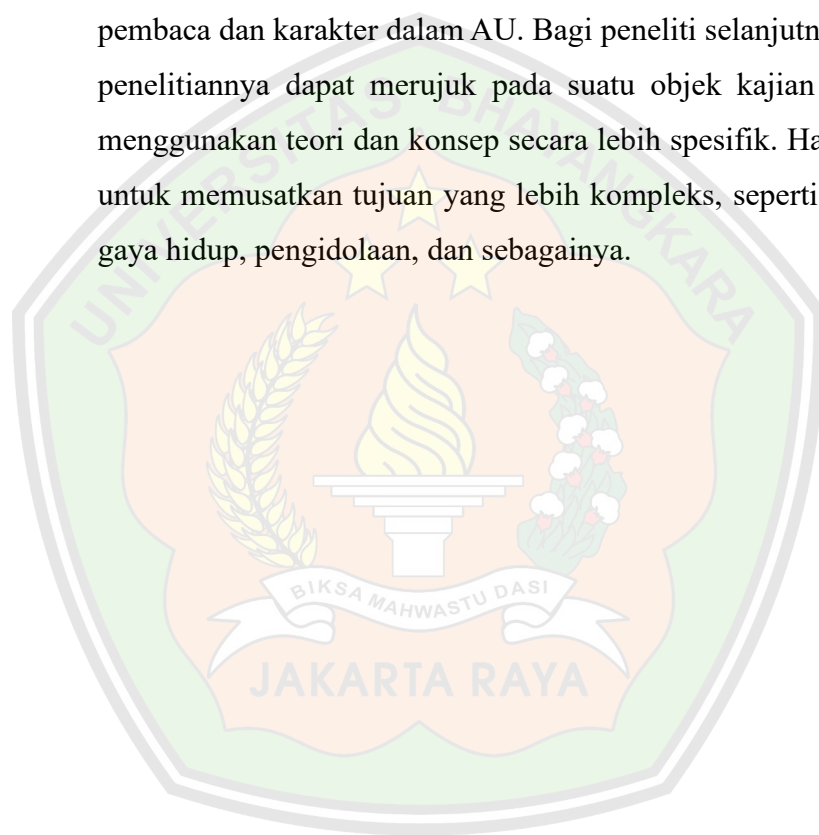 pembaca dan karakter dalam AU. Bagi peneliti selanjutn
penelitiannya dapat merujuk pada suatu objek kajian
menggunakan teori dan konsep secara lebih spesifik. Ha
untuk memusatkan tujuan yang lebih kompleks, seperti
gaya hidup, pengidolaan, dan sebagainya.
UNIVERSITAS BHAYANGKARA
BIKSA MAHWASTU DASI
JAKARTA RAYA